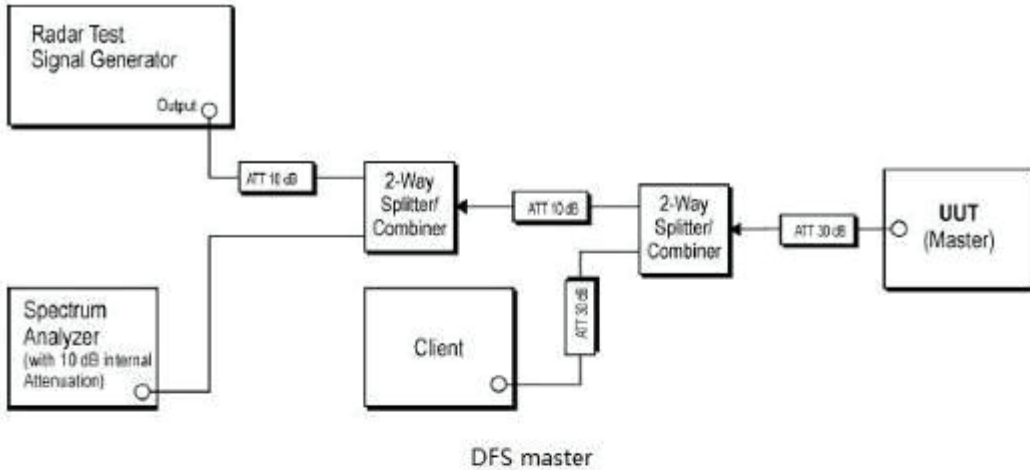 Radar Test
Signal Generator
Output
ATT 10 dB
2-Way
Splitter/
Combiner
ATT 10 dB
2-Way
Splitter/
Combiner
ATT 30 dB
UUT
(Master)
Spectrum
Analyzer
(with 10 dB internal
Attenuation)
Client
ATT 30 dB
DFS master